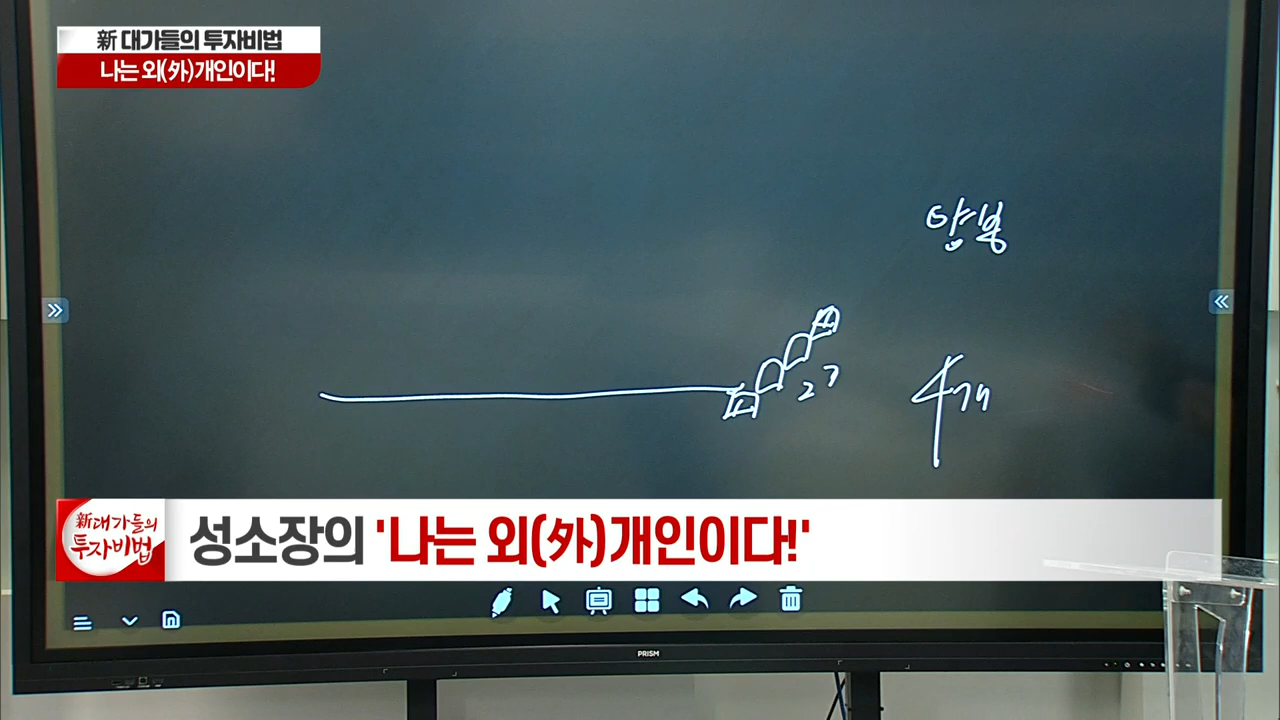 新 대가들의 투자비법
나는 외(外)개인이다!
양봉
27
4개
新대가들의
투자비법
성소장의 '나는 외(外)개인이다!'
PRISM